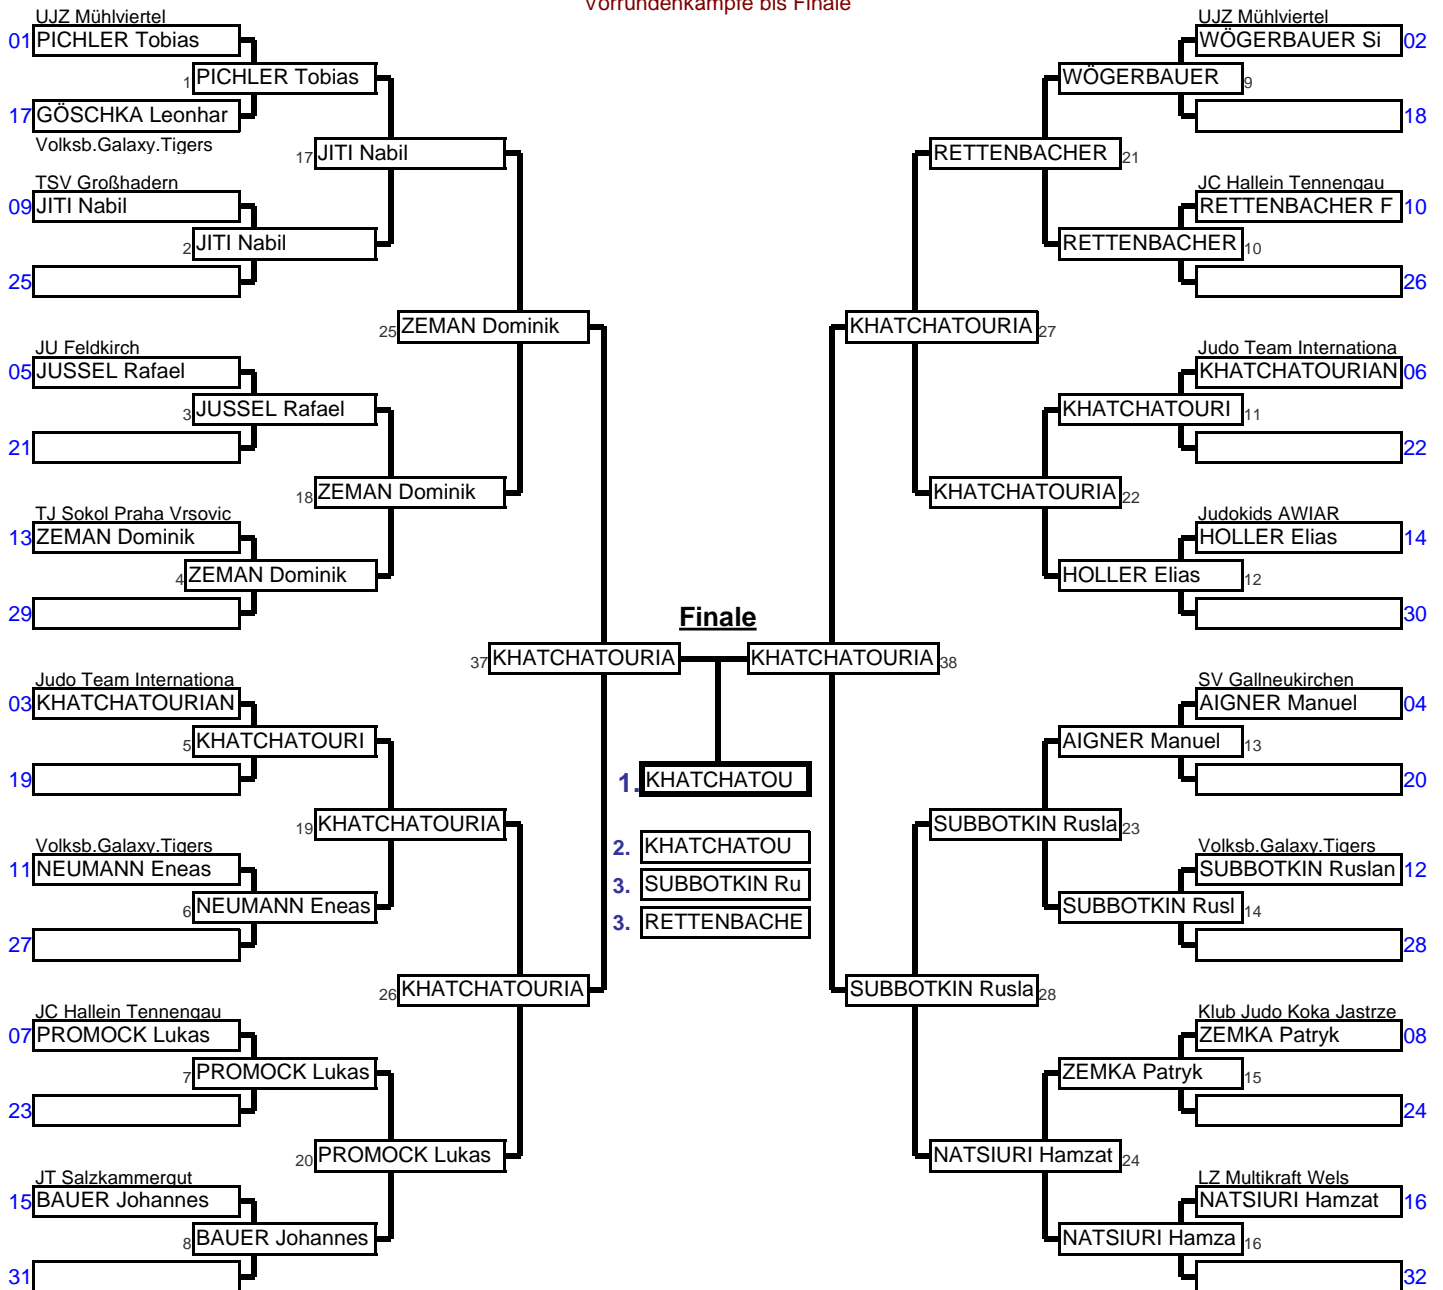 Vorrundenkämpfe bis Finale
UJZ Mühlviertel
01 PICHLER Tobias
1 PICHLER Tobias
17 GÖSCHKA Leonhar
Volksb.Galaxy.Tigers
17 JITI Nabil
TSV Großhadern
09 JITI Nabil
2 JITI Nabil
25
25 ZEMAN Dominik
JU Feldkirch
05 JUSSEL Rafael
3 JUSSEL Rafael
21
18 ZEMAN Dominik
TJ Sokol Praha Vrsovic
13 ZEMAN Dominik
4 ZEMAN Dominik
29
37 KHATCHATOURIA
Judo Team Internationa
03 KHATCHATOURIAN
5 KHATCHATOURI
19
19 KHATCHATOURIA
Volksb.Galaxy.Tigers
11 NEUMANN Eneas
6 NEUMANN Eneas
27
26 KHATCHATOURIA
JC Hallein Tennengau
07 PROMOCK Lukas
7 PROMOCK Lukas
23
20 PROMOCK Lukas
JT Salzkammergut
15 BAUER Johannes
8 BAUER Johannes
31
Finale
1. KHATCHATOU
2. KHATCHATOU
3. SUBBOTKIN Ru
3. RETTENBACHE
UJZ Mühlviertel
WÖGERBAUER Si 02
WÖGERBAUER 9
18
RETTENBACHER 21
JC Hallein Tennengau
RETTENBACHER F 10
RETTENBACHER 10
26
KHATCHATOURIA 27
Judo Team Internationa
KHATCHATOURIAN 06
KHATCHATOURI 11
22
KHATCHATOURIA 22
Judokids AWIAR
HOLLER Elias 14
HOLLER Elias 12
30
KHATCHATOURIA 38
SV Gallneukirchen
AIGNER Manuel 04
AIGNER Manuel 13
20
SUBBOTKIN Rusla 23
Volksb.Galaxy.Tigers
SUBBOTKIN Ruslan 12
SUBBOTKIN Rusl 14
28
SUBBOTKIN Rusla 28
Klub Judo Koka Jastrze
ZEMKA Patryk 08
ZEMKA Patryk 15
24
NATSIURI Hamzat 24
LZ Multikraft Wels
NATSIURI Hamzat 16
NATSIURI Hamza 16
32